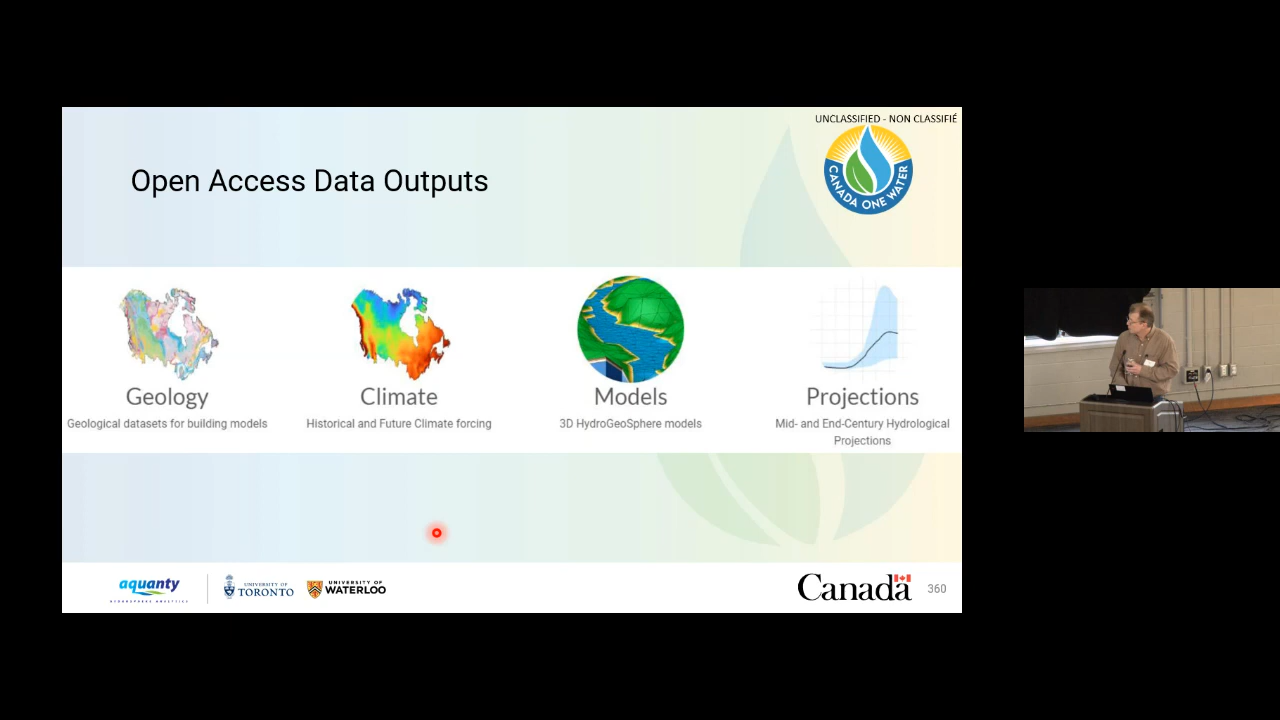 UNCLASSIFIED - NON CLASSIFIÉ
CANADA ONE WATER
Open Access Data Outputs
Geology
Geological datasets for building models
Climate
Historical and Future Climate forcing
Models
3D HydroGeoSphere models
Projections
Mid- and End-Century Hydrological
Projections
aquanty
HYDROSPHERE ANALYTICS
UNIVERSITY OF
TORONTO
UNIVERSITY OF
WATERLOO
Canada
360